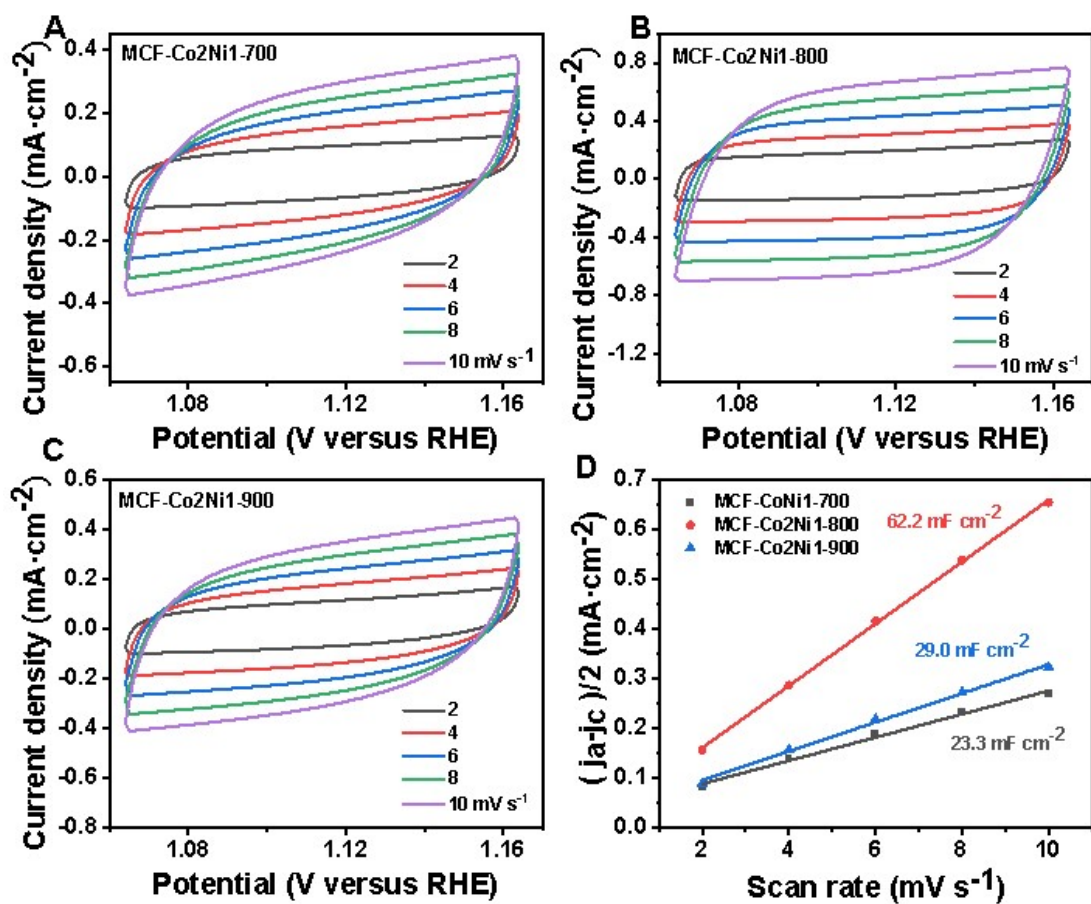 A
MCF-Co2Ni1-700
0.4
0.2
0.0
-0.2
-0.4
-0.6
Current density (mA·cm⁻²)
2
4
6
8
10 mV s⁻¹
1.08
1.12
1.16
Potential (V versus RHE)
B
MCF-Co2Ni1-800
0.8
0.4
0.0
-0.4
-0.8
-1.2
Current density (mA·cm⁻²)
2
4
6
8
10 mV s⁻¹
1.08
1.12
1.16
Potential (V versus RHE)
C
MCF-Co2Ni1-900
0.6
0.4
0.2
0.0
-0.2
-0.4
-0.6
-0.8
Current density (mA·cm⁻²)
2
4
6
8
10 mV s⁻¹
1.08
1.12
1.16
Potential (V versus RHE)
D
MCF-CoNi1-700
MCF-Co2Ni1-800
MCF-Co2Ni1-900
62.2 mF cm⁻²
29.0 mF cm⁻²
23.3 mF cm⁻²
0.7
0.6
0.5
0.4
0.3
0.2
0.1
0.0
( ja-jc )/2 (mA·cm⁻²)
2
4
6
8
10
Scan rate (mV s⁻¹)